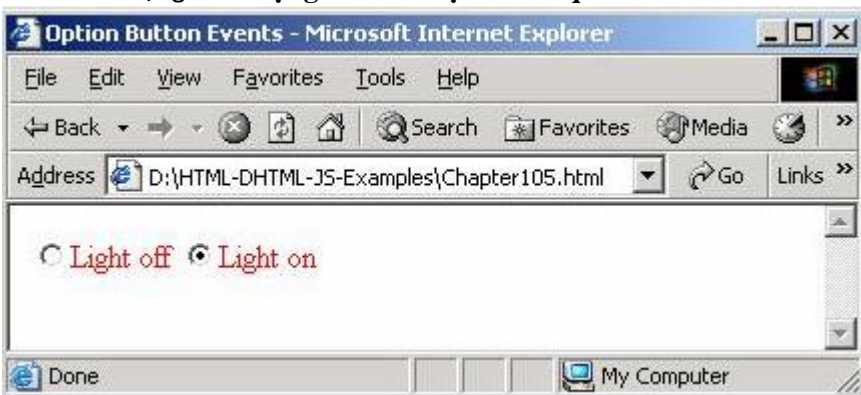 Option Button Events - Microsoft Internet Explorer
File Edit View Favorites Tools Help
Back Search Favorites Media »
Address D:\HTML-DHTML-JS-Examples\Chapter105.html Go Links »
Light off Light on
Done My Computer